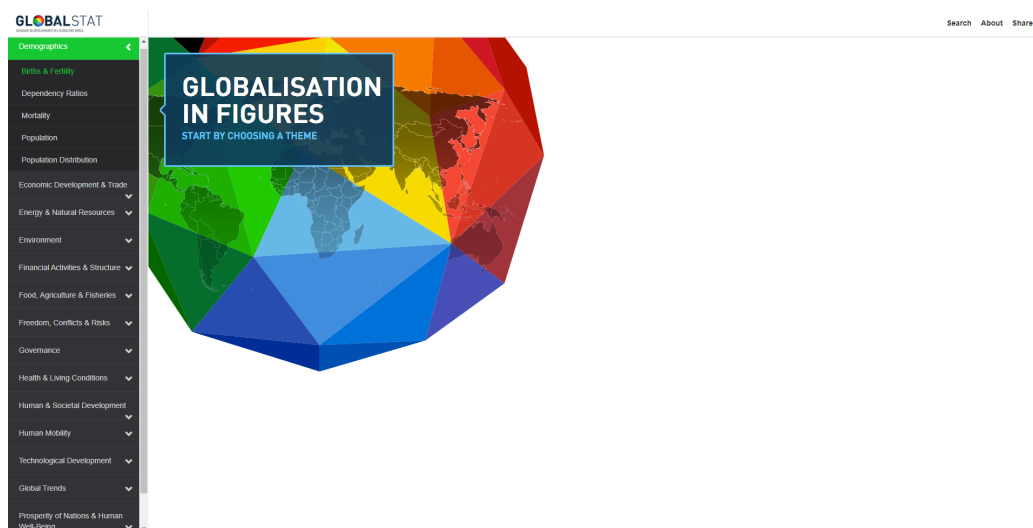 GLOBALSTAT
Search About Share
Demographics
Births & Fertility
Dependency Ratios
Mortality
Population
Population Distribution
Economic Development & Trade
Energy & Natural Resources
Environment
Financial Activities & Structure
Food, Agriculture & Fisheries
Freedom, Conflicts & Risks
Governance
Health & Living Conditions
Human & Societal Development
Human Mobility
Technological Development
Global Trends
Prosperity of Nations & Human
Well-Being
GLOBALISATION
IN FIGURES
START BY CHOOSING A THEME